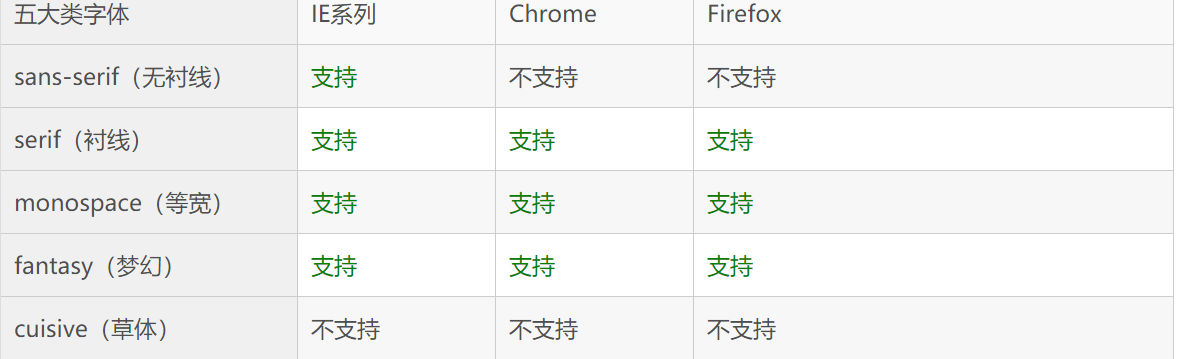 五大类字体 IE系列 Chrome Firefox
sans-serif（无衬线） 支持 不支持 不支持
serif（衬线） 支持 支持 支持
monospace（等宽） 支持 支持 支持
fantasy（梦幻） 支持 支持 支持
cuisive（草体） 不支持 不支持 不支持